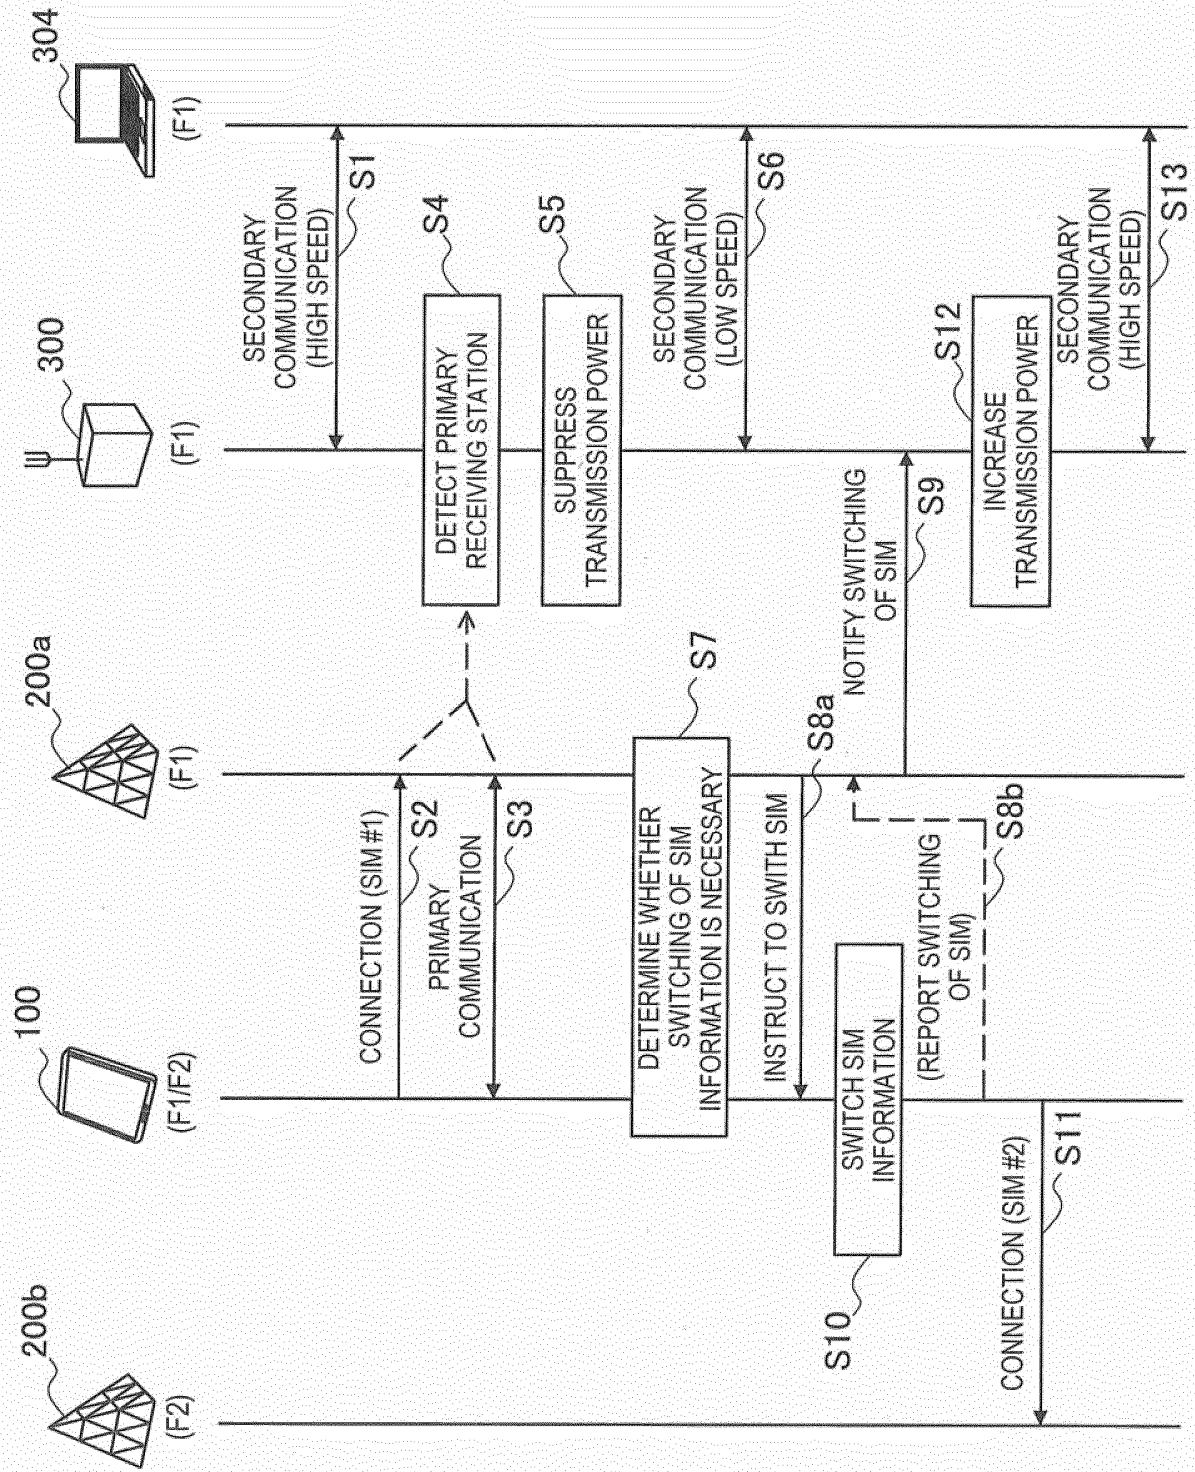 200b
(F2)
100
(F1/F2)
200a
(F1)
300
(F1)
304
(F1)
SECONDARY
COMMUNICATION
(HIGH SPEED)
S1
CONNECTION (SIM #1)
S2
PRIMARY
COMMUNICATION
S3
DETECT PRIMARY
RECEIVING STATION
S4
SUPPRESS
TRANSMISSION POWER
S5
SECONDARY
COMMUNICATION
(LOW SPEED)
S6
DETERMINE WHETHER
SWITCHING OF SIM
INFORMATION IS NECESSARY
S7
INSTRUCT TO SWITH SIM
S8a
SWITCH SIM
INFORMATION
S10
(REPORT SWITCHING
OF SIM)
S8b
NOTIFY SWITCHING
OF SIM
S9
CONNECTION (SIM #2)
S11
INCREASE
TRANSMISSION POWER
S12
SECONDARY
COMMUNICATION
(HIGH SPEED)
S13